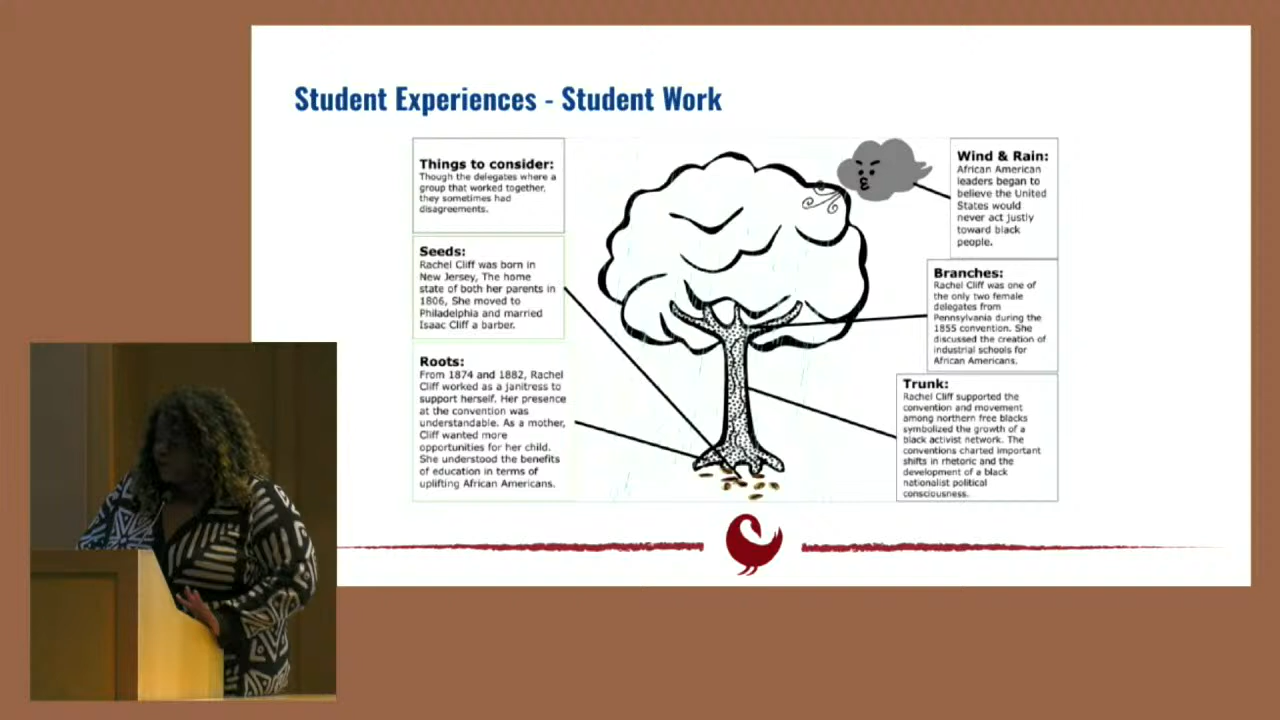 Student Experiences - Student Work
Things to consider:
Though the delegates where a
group that worked together,
they sometimes had
disagreements.
Seeds:
Rachel Cliff was born in
New Jersey, The home
state of both her parents in
1806, She moved to
Philadelphia and married
Isaac Cliff a barber.
Roots:
From 1874 and 1882, Rachel
Cliff worked as a janitress to
support herself. Her presence
at the convention was
understandable. As a mother,
Cliff wanted more
opportunities for her child.
She understood the benefits
of education in terms of
uplifting African Americans.
Wind & Rain:
African American
leaders began to
believe the United
States would
never act justly
toward black
people.
Branches:
Rachel Cliff was one of
the only two female
delegates from
Pennsylvania during the
1855 convention. She
discussed the creation of
industrial schools for
African Americans.
Trunk:
Rachel Cliff supported the
convention and movement
among northern free blacks
symbolized the growth of a
black activist network. The
conventions charted important
shifts in rhetoric and the
development of a black
nationalist political
consciousness.